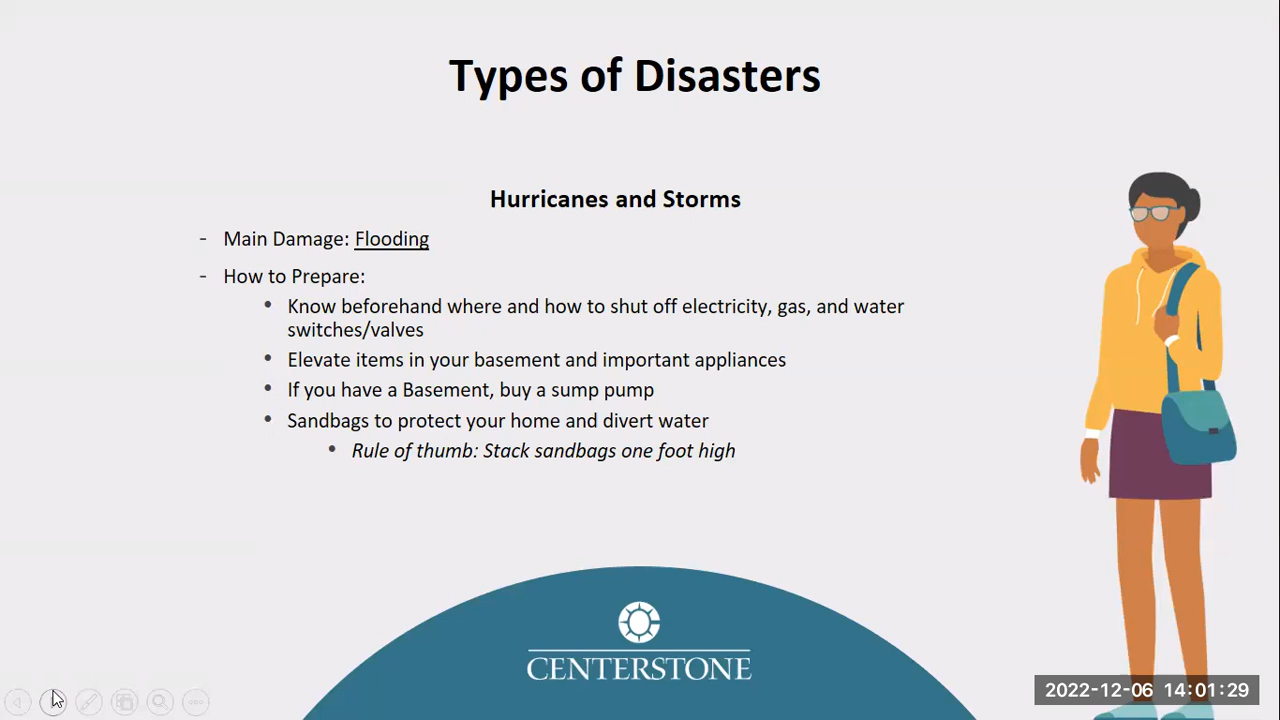 Types of Disasters
Hurricanes and Storms
- Main Damage: Flooding
- How to Prepare:
• Know beforehand where and how to shut off electricity, gas, and water
switches/valves
• Elevate items in your basement and important appliances
• If you have a Basement, buy a sump pump
• Sandbags to protect your home and divert water
• Rule of thumb: Stack sandbags one foot high
CENTERSTONE
2022-12-06 14:01:29